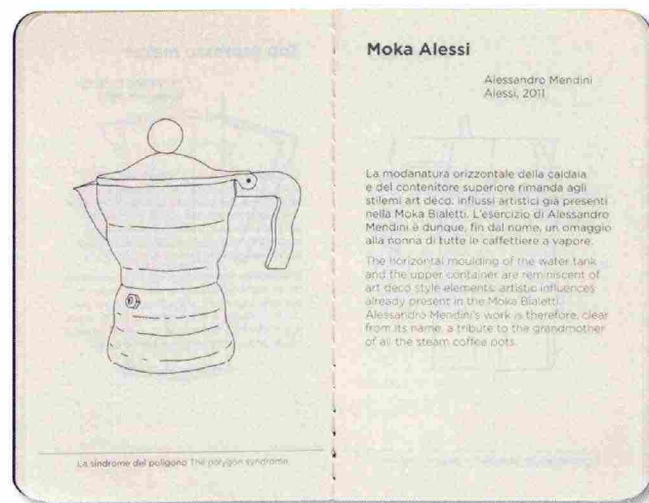 La sindrome del poligono The polygon syndrome
Moka Alessi
Alessandro Mendini
Alessi, 2011
La modanatura orizzontale della caldaia
e del contenitore superiore rimanda agli
stilemi art déco, influssi artistici già presenti
nella Moka Bialetti. L'esercizio di Alessandro
Mendini è dunque, fin dal nome, un omaggio
alla nonna di tutte le caffettiere a vapore.
The horizontal moulding of the water tank
and the upper container are reminiscent of
art deco style elements, artistic influences
already present in the Moka Bialetti.
Alessandro Mendini's work is therefore, clear
from its name, a tribute to the grandmother
of all the steam coffee pots.